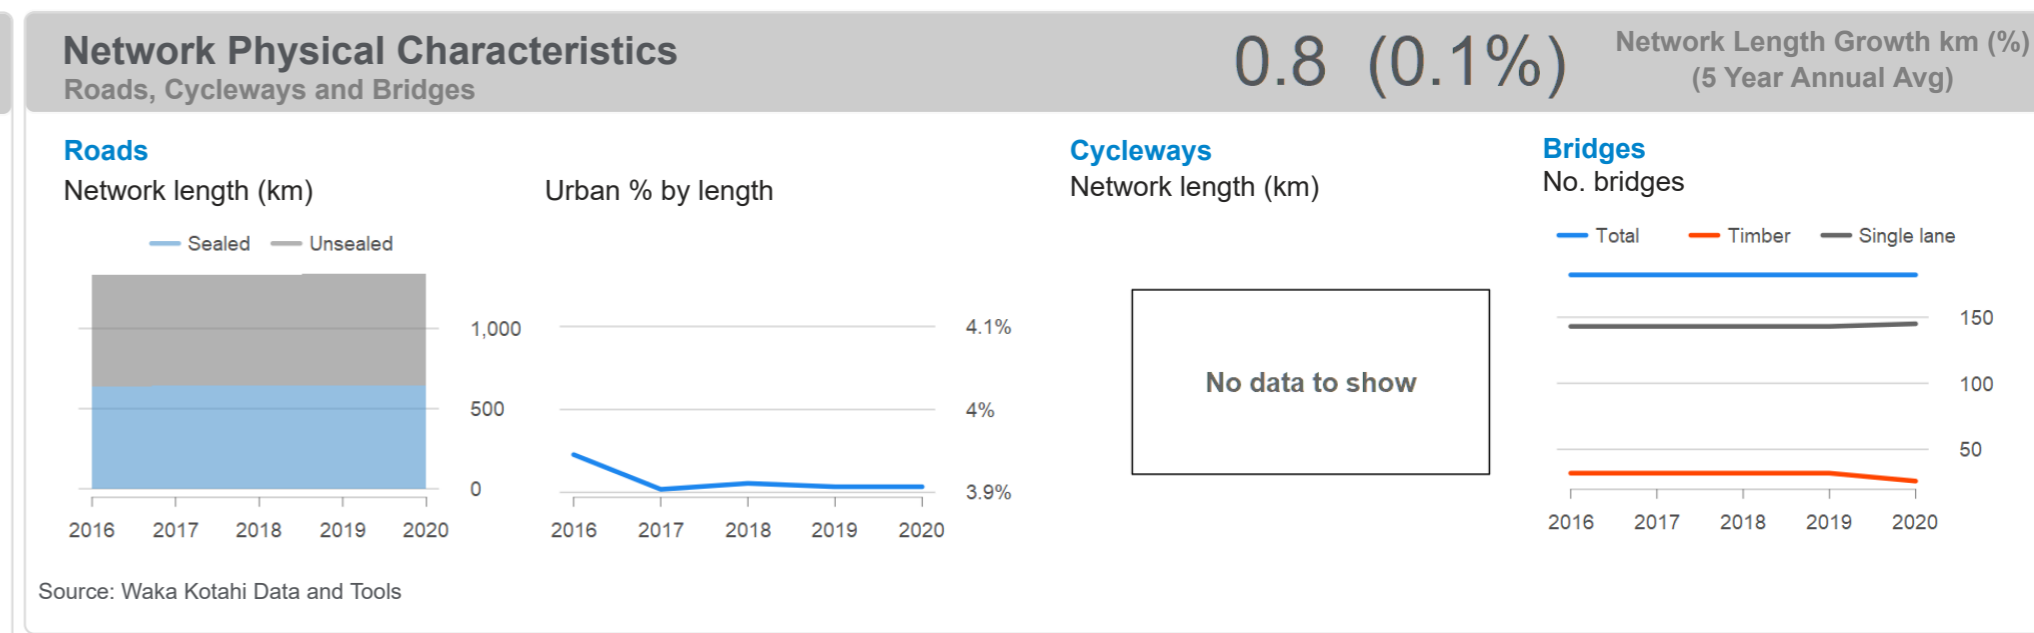 Network Physical Characteristics
Roads, Cycleways and Bridges
0.8 (0.1%)
Network Length Growth km (%)
(5 Year Annual Avg)
Roads
Network length (km)
Sealed Unsealed
1,000
500
0
2016 2017 2018 2019 2020
Urban % by length
4.1%
4%
3.9%
2016 2017 2018 2019 2020
Cycleways
Network length (km)
No data to show
Bridges
No. bridges
Total Timber Single lane
150
100
50
2016 2017 2018 2019 2020
Source: Waka Kotahi Data and Tools